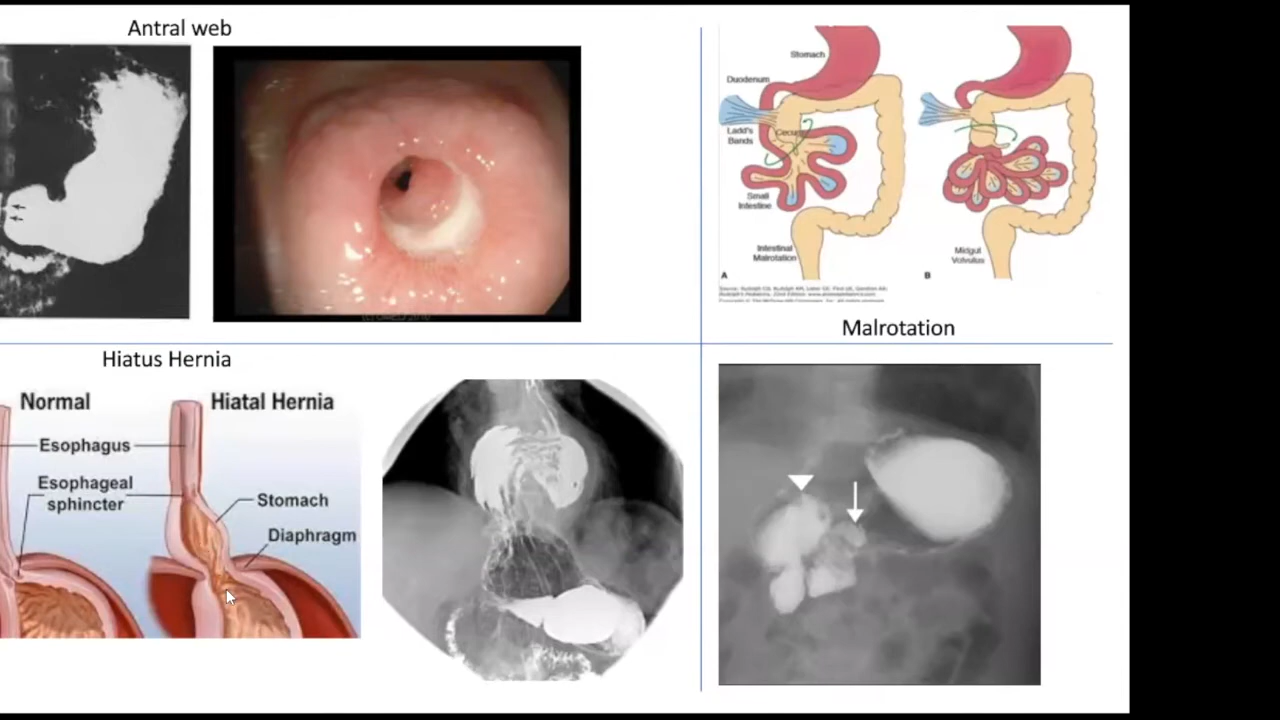 Antral web
Stomach
Duodenum
Ladd's
Bands
Cecum
Small
Intestine
Intestinal
Malrotation
A
Midgut
Volvulus
B
Malrotation
Hiatus Hernia
Normal
Hiatal Hernia
Esophagus
Esophageal
sphincter
Stomach
Diaphragm